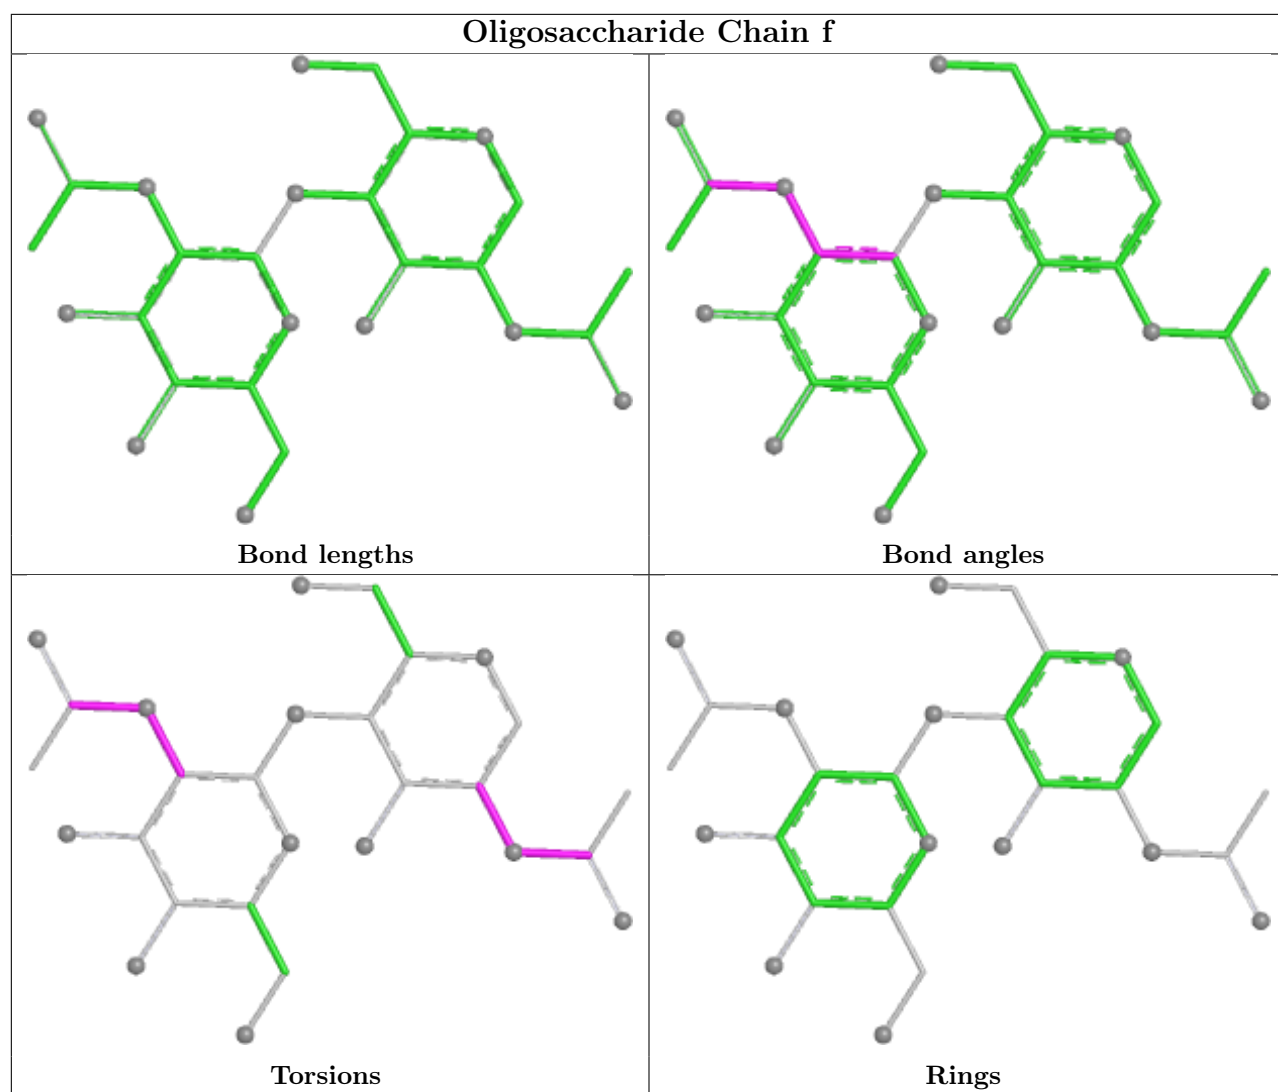 Oligosaccharide Chain f
Bond lengths
Bond angles
Torsions
Rings